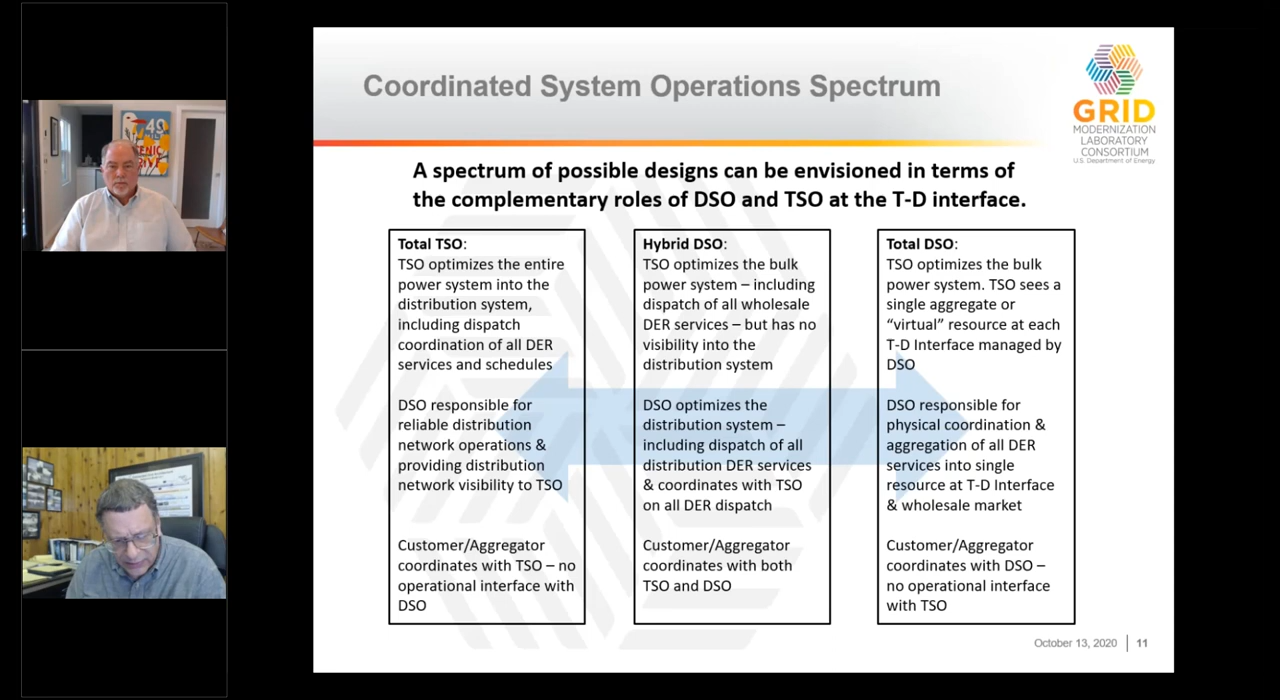 Coordinated System Operations Spectrum
GRID
MODERNIZATION
LABORATORY
CONSORTIUM
U.S. Department of Energy
A spectrum of possible designs can be envisioned in terms of
the complementary roles of DSO and TSO at the T-D interface.
Total TSO:
TSO optimizes the entire
power system into the
distribution system,
including dispatch
coordination of all DER
services and schedules
DSO responsible for
reliable distribution
network operations &
providing distribution
network visibility to TSO
Customer/Aggregator
coordinates with TSO – no
operational interface with
DSO
Hybrid DSO:
TSO optimizes the bulk
power system – including
dispatch of all wholesale
DER services – but has no
visibility into the
distribution system
DSO optimizes the
distribution system –
including dispatch of all
distribution DER services
& coordinates with TSO
on all DER dispatch
Customer/Aggregator
coordinates with both
TSO and DSO
Total DSO:
TSO optimizes the bulk
power system. TSO sees a
single aggregate or
“virtual” resource at each
T-D Interface managed by
DSO
DSO responsible for
physical coordination &
aggregation of all DER
services into single
resource at T-D Interface
& wholesale market
Customer/Aggregator
coordinates with DSO –
no operational interface
with TSO
October 13, 2020
11
49